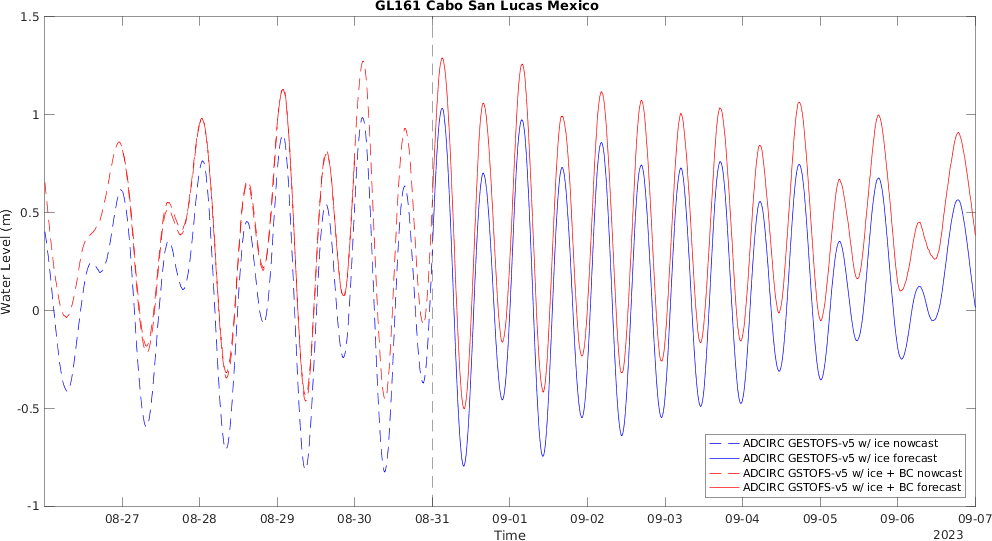 GL161 Cabo San Lucas Mexico
1.5
1
0.5
0
-0.5
-1
Water Level (m)
08-27 08-28 08-29 08-30 08-31 09-01 09-02 09-03 09-04 09-05 09-06 09-07
Time
2023
ADCIRC GESTOFS-v5 w/ ice nowcast
ADCIRC GESTOFS-v5 w/ ice forecast
ADCIRC GSTOFS-v5 w/ ice + BC nowcast
ADCIRC GSTOFS-v5 w/ ice + BC forecast